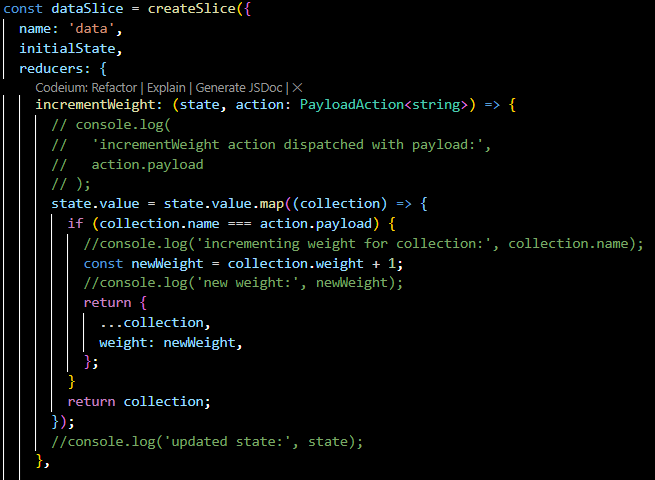 const dataSlice = createSlice({
  name: 'data',
  initialState,
  reducers: {
    Codeium: Refactor | Explain | Generate JSDoc | ×
    incrementWeight: (state, action: PayloadAction<string>) => {
      // console.log(
      //   'incrementWeight action dispatched with payload:',
      //   action.payload
      // );
      state.value = state.value.map((collection) => {
        if (collection.name === action.payload) {
          //console.log('incrementing weight for collection:', collection.name);
          const newWeight = collection.weight + 1;
          //console.log('new weight:', newWeight);
          return {
            ...collection,
            weight: newWeight,
          };
        }
        return collection;
      });
      //console.log('updated state:', state);
    },